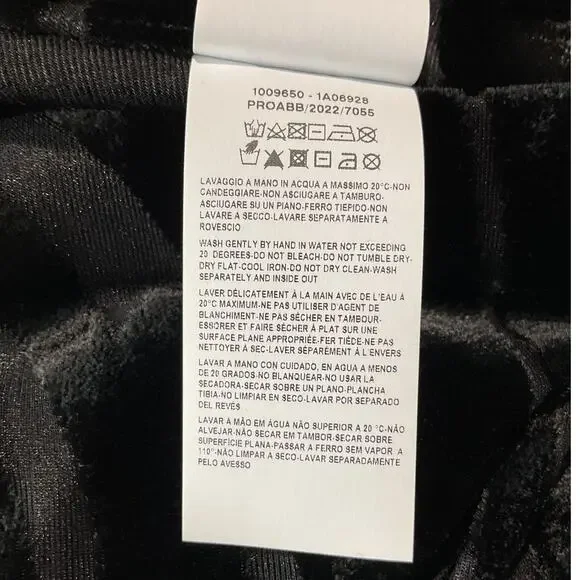 1009650 - 1A06928
PROABB/2022/7055
LAVAGGIO A MANO IN ACQUA A MASSIMO 20°C-NON
CANDEGGIARE-NON ASCIUGARE A TAMBURO-
ASCIUGARE SU UN PIANO-FERRO TIEPIDO-NON
LAVARE A SECCO-LAVARE SEPARATAMENTE A
ROVESCIO
WASH GENTLY BY HAND IN WATER NOT EXCEEDING
20 DEGREES-DO NOT BLEACH-DO NOT TUMBLE DRY-
DRY FLAT-COOL IRON-DO NOT DRY CLEAN-WASH
SEPARATELY AND INSIDE OUT
LAVER DÉLICATEMENT À LA MAIN AVEC DE L'EAU À
20°C MAXIMUM-NE PAS UTILISER D'AGENT DE
BLANCHIMENT-NE PAS SÉCHER EN TAMBOUR-
ESSORER ET FAIRE SÉCHER À PLAT SUR UNE
SURFACE PLANE APPROPRIÉE-FER TIÈDE-NE PAS
NETTOYER À SEC-LAVER SÉPARÉMENT À L'ENVERS
LAVAR A MANO CON CUIDADO, EN AGUA A MENOS
DE 20 GRADOS-NO BLANQUEAR-NO USAR LA
SECADORA-SECAR SOBRE UN PLANO-PLANCHA
TIBIA-NO LIMPIAR EN SECO-LAVAR POR SEPARADO
DEL REVÉS
LAVAR À MÃO EM ÁGUA NÃO SUPERIOR A 20 °C-NÃO
ALVEJAR-NÃO SECAR EM TAMBOR-SECAR SOBRE
SUPERFÍCIE PLANA-PASSAR A FERRO SEM VAPOR A
110°-NÃO LIMPAR A SECO-LAVAR SEPARADAMENTE
PELO AVESSO